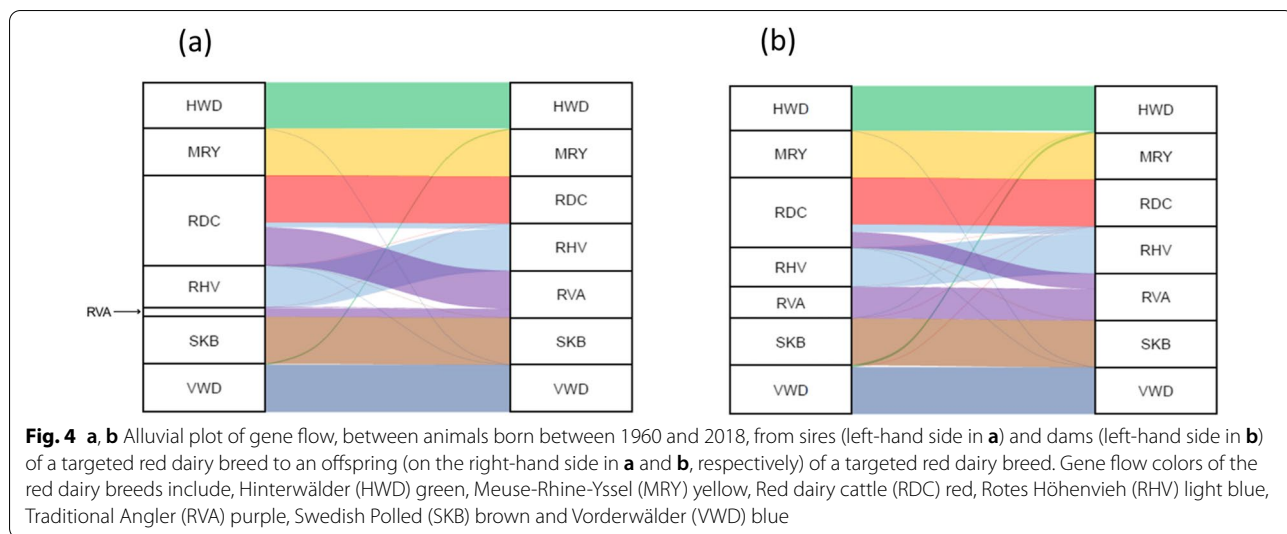 (a)
(b)
HWD
MRY
RDC
RHV
RVA
SKB
VWD
HWD
MRY
RDC
RHV
RVA
SKB
VWD
HWD
MRY
RDC
RHV
RVA
SKB
VWD
HWD
MRY
RDC
RHV
RVA
SKB
VWD
Fig. 4 a, b Alluvial plot of gene flow, between animals born between 1960 and 2018, from sires (left-hand side in a) and dams (left-hand side in b)
of a targeted red dairy breed to an offspring (on the right-hand side in a and b, respectively) of a targeted red dairy breed. Gene flow colors of the
red dairy breeds include, Hinterwälder (HWD) green, Meuse-Rhine-Yssel (MRY) yellow, Red dairy cattle (RDC) red, Rotes Höhenvieh (RHV) light blue,
Traditional Angler (RVA) purple, Swedish Polled (SKB) brown and Vorderwälder (VWD) blue